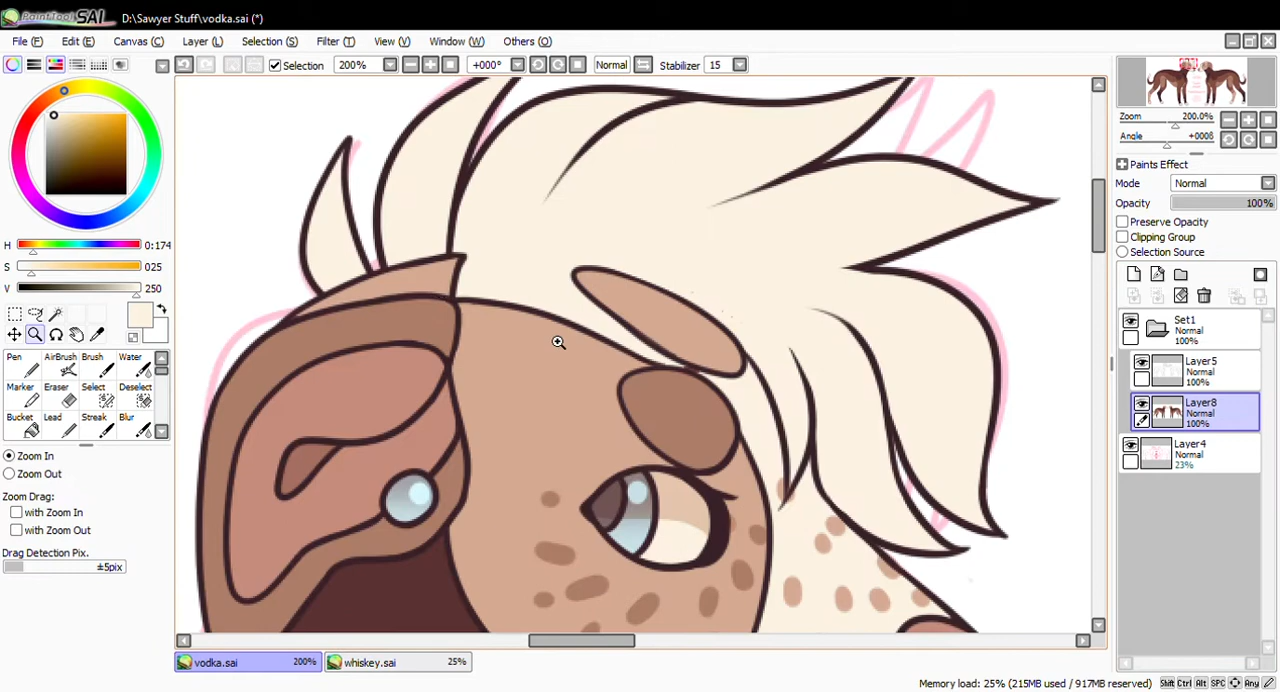 PaintTool SAI D:\Sawyer Stuff\vodka.sai (*)
File (F) Edit (E) Canvas (C) Layer (L) Selection (S) Filter (T) View (V) Window (W) Others (O)
Selection 200% +000° Normal Stabilizer 15
Zoom 200.0%
Angle +000ß
Paints Effect
Mode Normal
Opacity 100%
Preserve Opacity
Clipping Group
Selection Source
H 0:174
S 025
V 250
Pen AirBrush Brush Water
Marker Eraser Select Deselect
Bucket Lead Streak Blur
Zoom In
Zoom Out
Zoom Drag:
with Zoom In
with Zoom Out
Drag Detection Pix.
±5pix
Set1
Normal
100%
Layer5
Normal
100%
Layer8
Normal
100%
Layer4
Normal
23%
vodka.sai 200% whiskey.sai 25%
Memory load: 25% (215MB used / 917MB reserved) Shift Ctrl Alt SPC Any